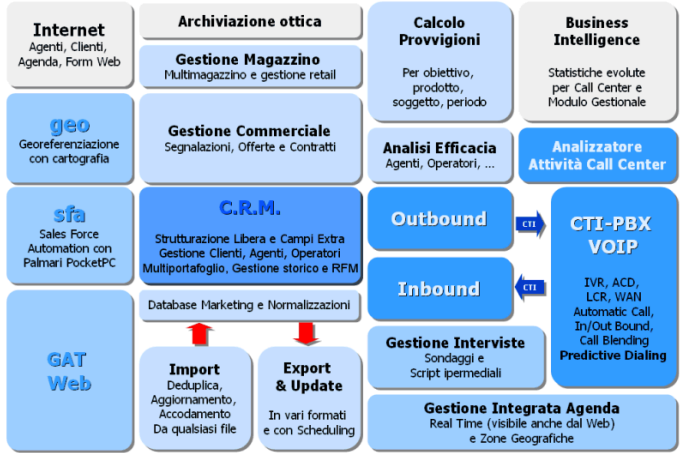 Internet
Agenti, Clienti,
Agenda, Form Web
Archiviazione ottica
Gestione Magazzino
Multimagazzino e gestione retail
Calcolo
Provvigioni
Per obiettivo,
prodotto,
soggetto, periodo
Business
Intelligence
Statistiche evolute
per Call Center e
Modulo Gestionale
geo
Georeferenziazione
con cartografia
Gestione Commerciale
Segnalazioni, Offerte e Contratti
Analisi Efficacia
Agenti, Operatori, ...
Analizzatore
Attività Call Center
sfa
Sales Force
Automation con
Palmari PocketPC
C.R.M.
Strutturazione Libera e Campi Extra
Gestione Clienti, Agenti, Operatori
Multiportafoglio, Gestione storico e RFM
Outbound
CTI
Inbound
CTI
CTI-PBX
VOIP
IVR, ACD,
LCR, WAN
Automatic Call,
In/Out Bound,
Call Blending
Predictive Dialing
GAT
Web
Database Marketing e Normalizzazioni
Import
Deduplica,
Aggiornamento,
Accodamento
Da qualsiasi file
Export
& Update
In vari formati
e con Scheduling
Gestione Interviste
Sondaggi e
Script ipermediali
Gestione Integrata Agenda
Real Time (visibile anche dal Web)
e Zone Geografiche